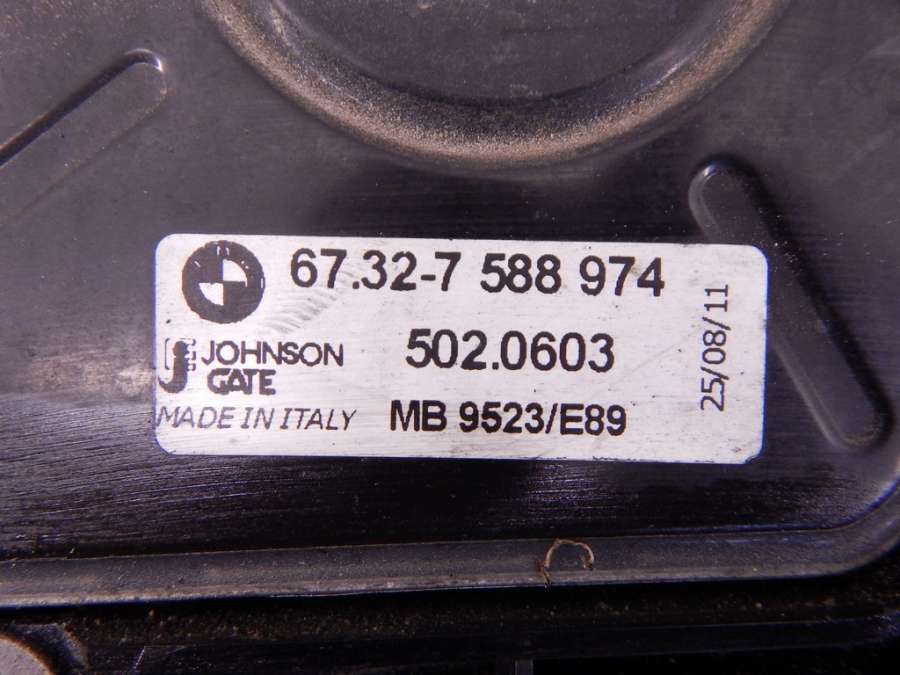 67.32-7 588 974
JOHNSON
GATE
502.0603
MADE IN ITALY
MB 9523/E89
25/08/11